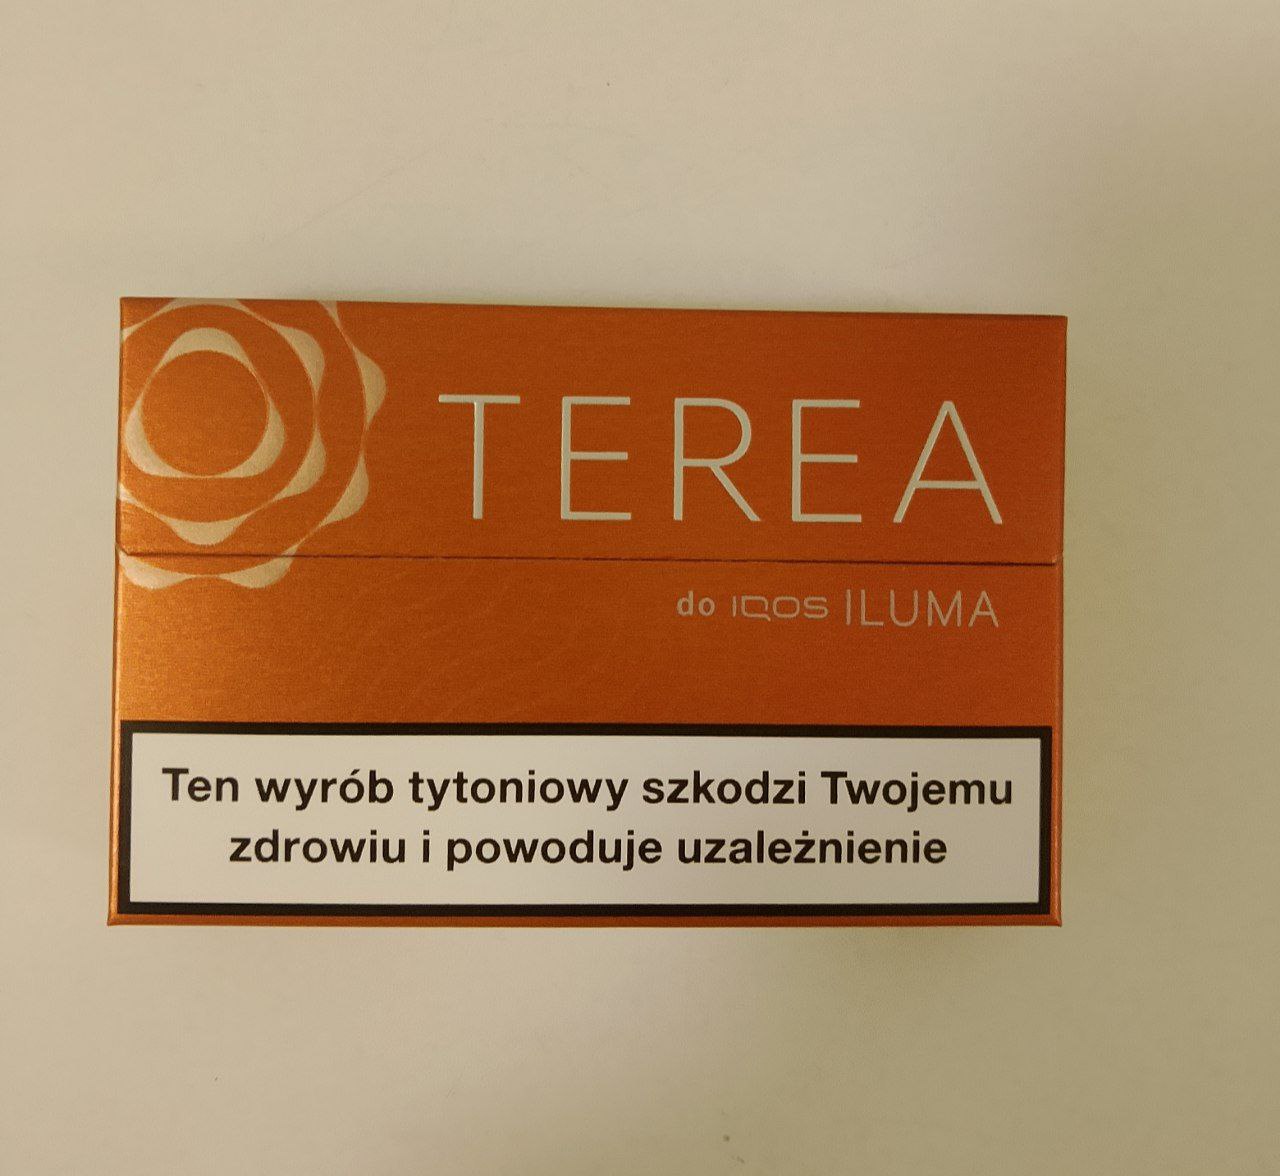 TEREA
do IQOS ILUMA
Ten wyrób tytoniowy szkodzi Twojemu
zdrowiu i powoduje uzależnienie